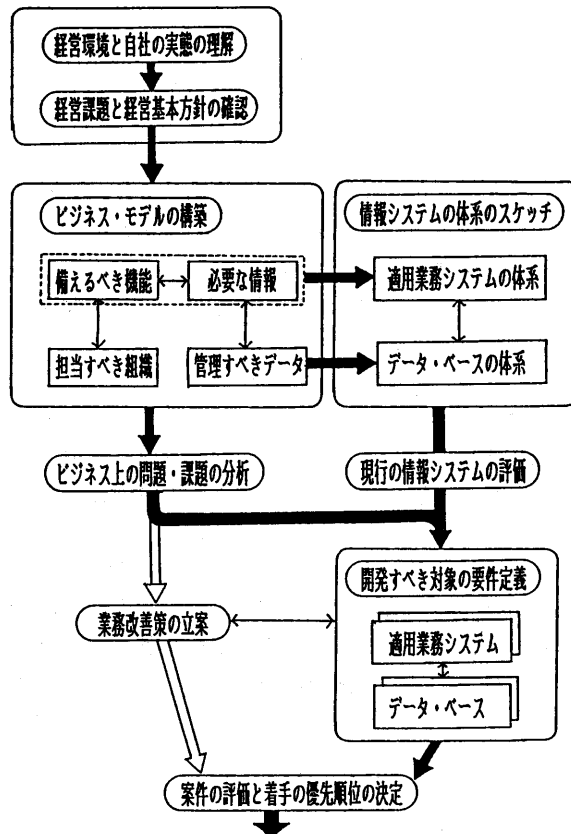 経営環境と自社の実態の理解
経営課題と経営基本方針の確認
ビジネス・モデルの構築
備えるべき機能
必要な情報
担当すべき組織
管理すべきデータ
情報システムの体系のスケッチ
適用業務システムの体系
データ・ベースの体系
ビジネス上の問題・課題の分析
現行の情報システムの評価
開発すべき対象の要件定義
業務改善策の立案
適用業務システム
データ・ベース
案件の評価と着手の優先順位の決定